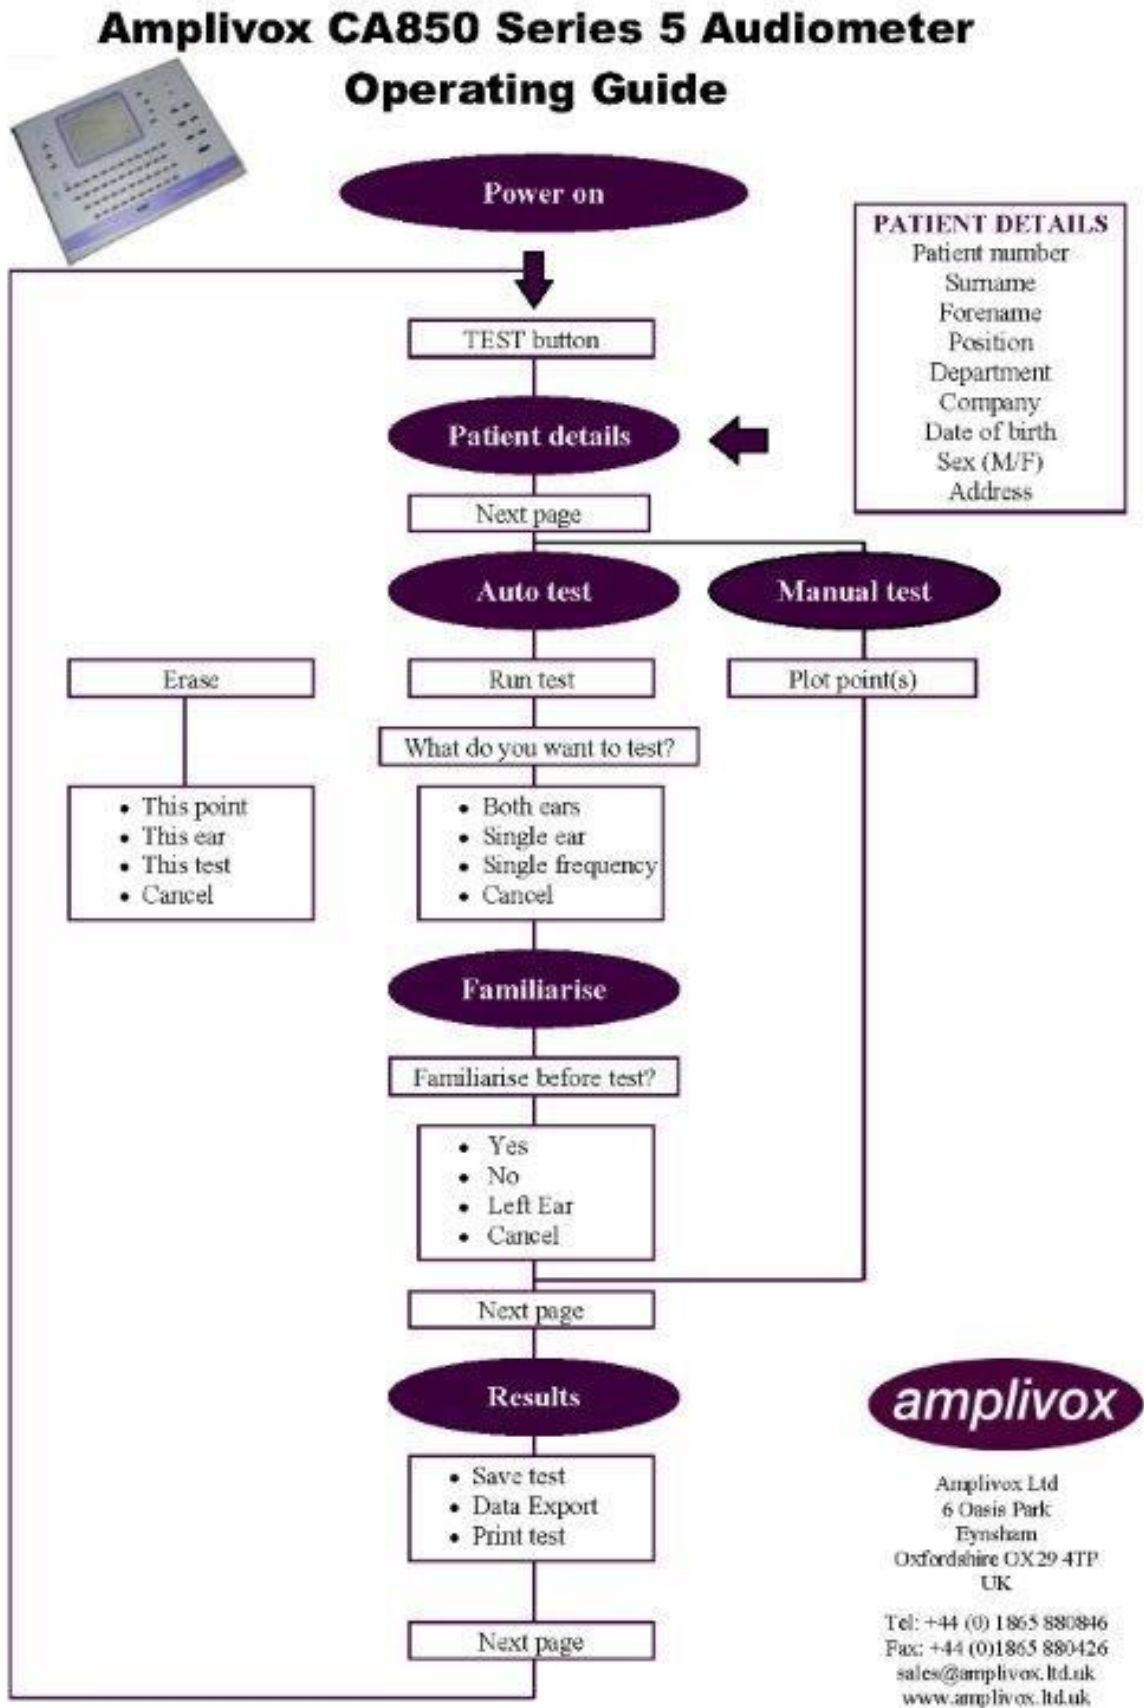 Amplivox CA850 Series 5 Audiometer
Operating Guide
Power on
PATIENT DETAILS
Patient number
Surname
Forename
Position
Department
Company
Date of birth
Sex (M/F)
Address
TEST button
Patient details
Next page
Auto test
Manual test
Erase
Run test
Plot point(s)
What do you want to test?
• This point
• This ear
• This test
• Cancel
• Both ears
• Single ear
• Single frequency
• Cancel
Familiarise
Familiarise before test?
• Yes
• No
• Left Ear
• Cancel
Next page
Results
• Save test
• Data Export
• Print test
Next page
amplivox
Amplivox Ltd
6 Oasis Park
Eynsham
Oxfordshire OX29 4TP
UK
Tel: +44 (0) 1865 880846
Fax: +44 (0)1865 880426
sales@amplivox.ltd.uk
www.amplivox.ltd.uk